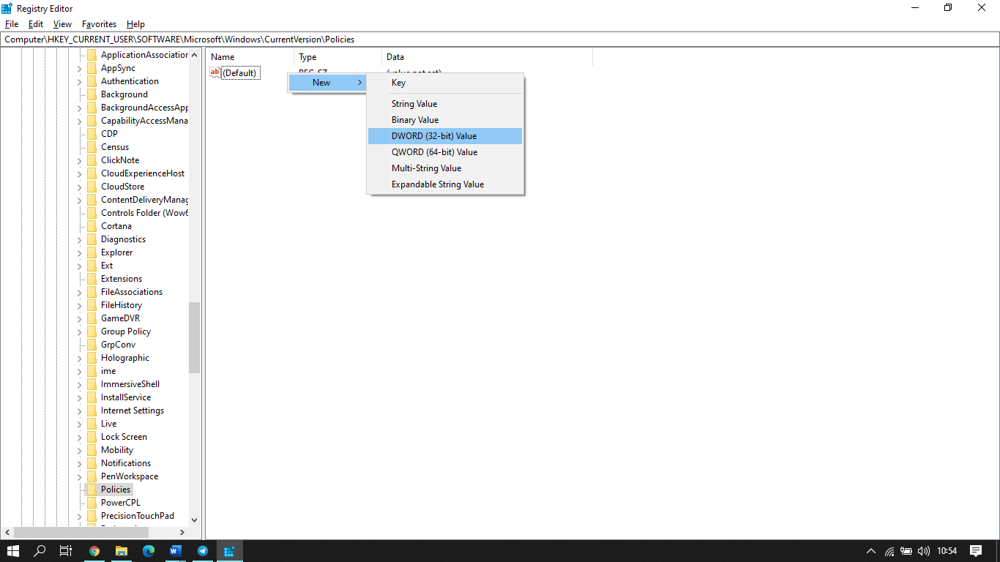 Registry Editor
File Edit View Favorites Help
Computer\HKEY_CURRENT_USER\SOFTWARE\Microsoft\Windows\CurrentVersion\Policies
ApplicationAssociation
AppSync
Authentication
Background
BackgroundAccessApp
CapabilityAccessMana
CDP
Census
ClickNote
CloudExperienceHost
CloudStore
ContentDeliveryManag
Controls Folder (Wow6
Cortana
Diagnostics
Explorer
Ext
Extensions
FileAssociations
FileHistory
GameDVR
Group Policy
GrpConv
Holographic
ime
ImmersiveShell
InstallService
Internet Settings
Live
Lock Screen
Mobility
Notifications
PenWorkspace
Policies
PowerCPL
PrecisionTouchPad
Name Type Data
ab (Default)
New
Key
String Value
Binary Value
DWORD (32-bit) Value
QWORD (64-bit) Value
Multi-String Value
Expandable String Value
10:54